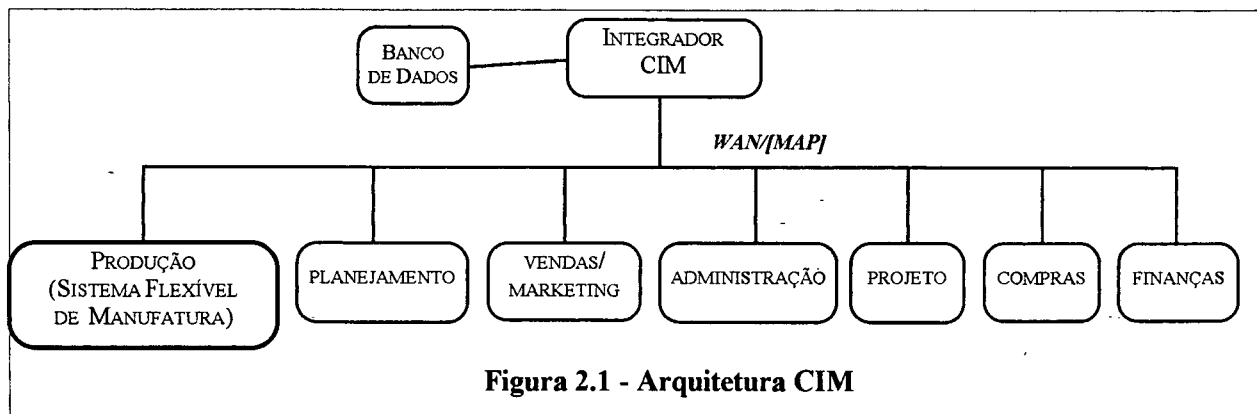 BANCO
DE DADOS
INTEGRADOR
CIM
WAN/[MAP]
PRODUÇÃO
(SISTEMA FLEXÍVEL
DE MANUFATURA)
PLANEJAMENTO
VENDAS/
MARKETING
ADMINISTRAÇÃO
PROJETO
COMPRAS
FINANÇAS
Figura 2.1 - Arquitetura CIM